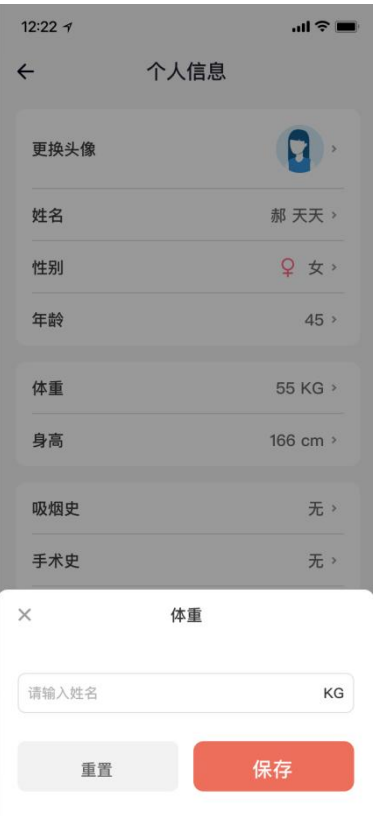 12:22
个人信息
更换头像
姓名 郝 天天
性别 女
年龄 45
体重 55 KG
身高 166 cm
吸烟史 无
手术史 无
体重
请输入姓名 KG
重置 保存